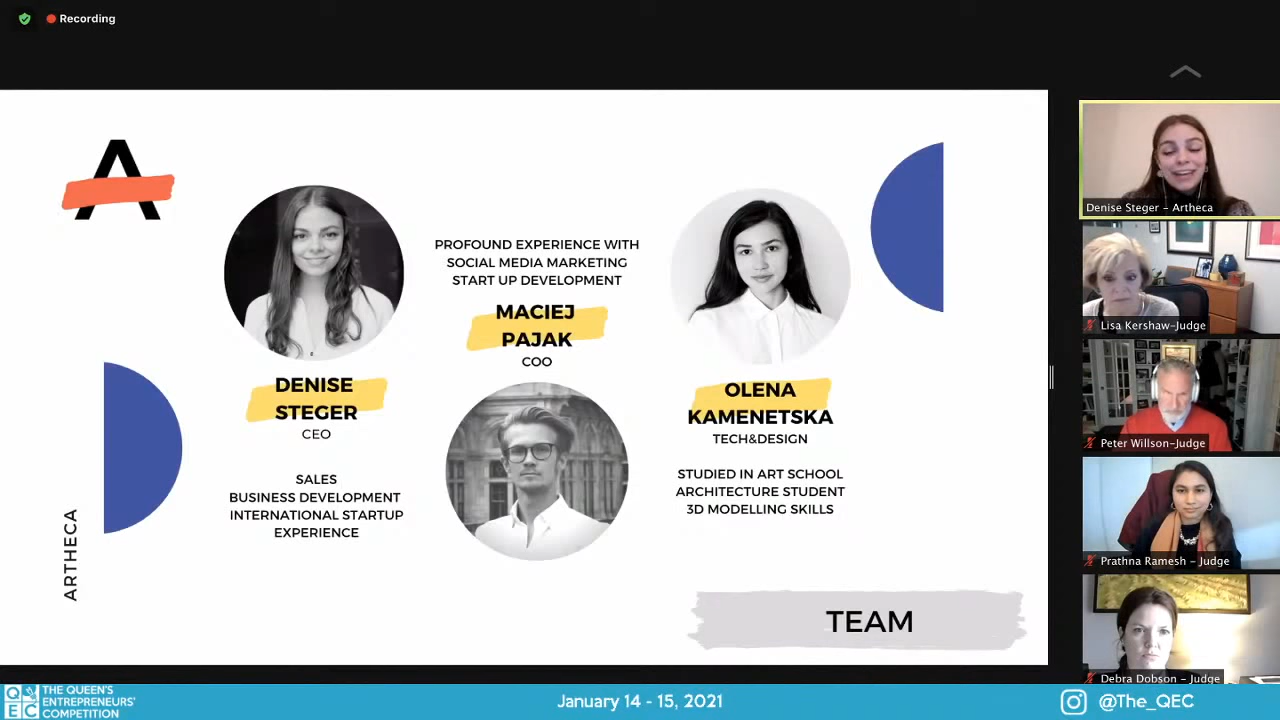 Recording
A
DENISE
STEGER
CEO
SALES
BUSINESS DEVELOPMENT
INTERNATIONAL STARTUP
EXPERIENCE
PROFOUND EXPERIENCE WITH
SOCIAL MEDIA MARKETING
START UP DEVELOPMENT
MACIEJ
PAJAK
COO
OLENA
KAMENETSKA
TECH&DESIGN
STUDIED IN ART SCHOOL
ARCHITECTURE STUDENT
3D MODELLING SKILLS
ARTHECA
TEAM
Denise Steger - Artheca
Lisa Kershaw-Judge
Peter Willson-Judge
Prathna Ramesh - Judge
Debra Dobson - Judge
QEC
THE QUEEN'S
ENTREPRENEURS'
COMPETITION
January 14 - 15, 2021
@The_QEC